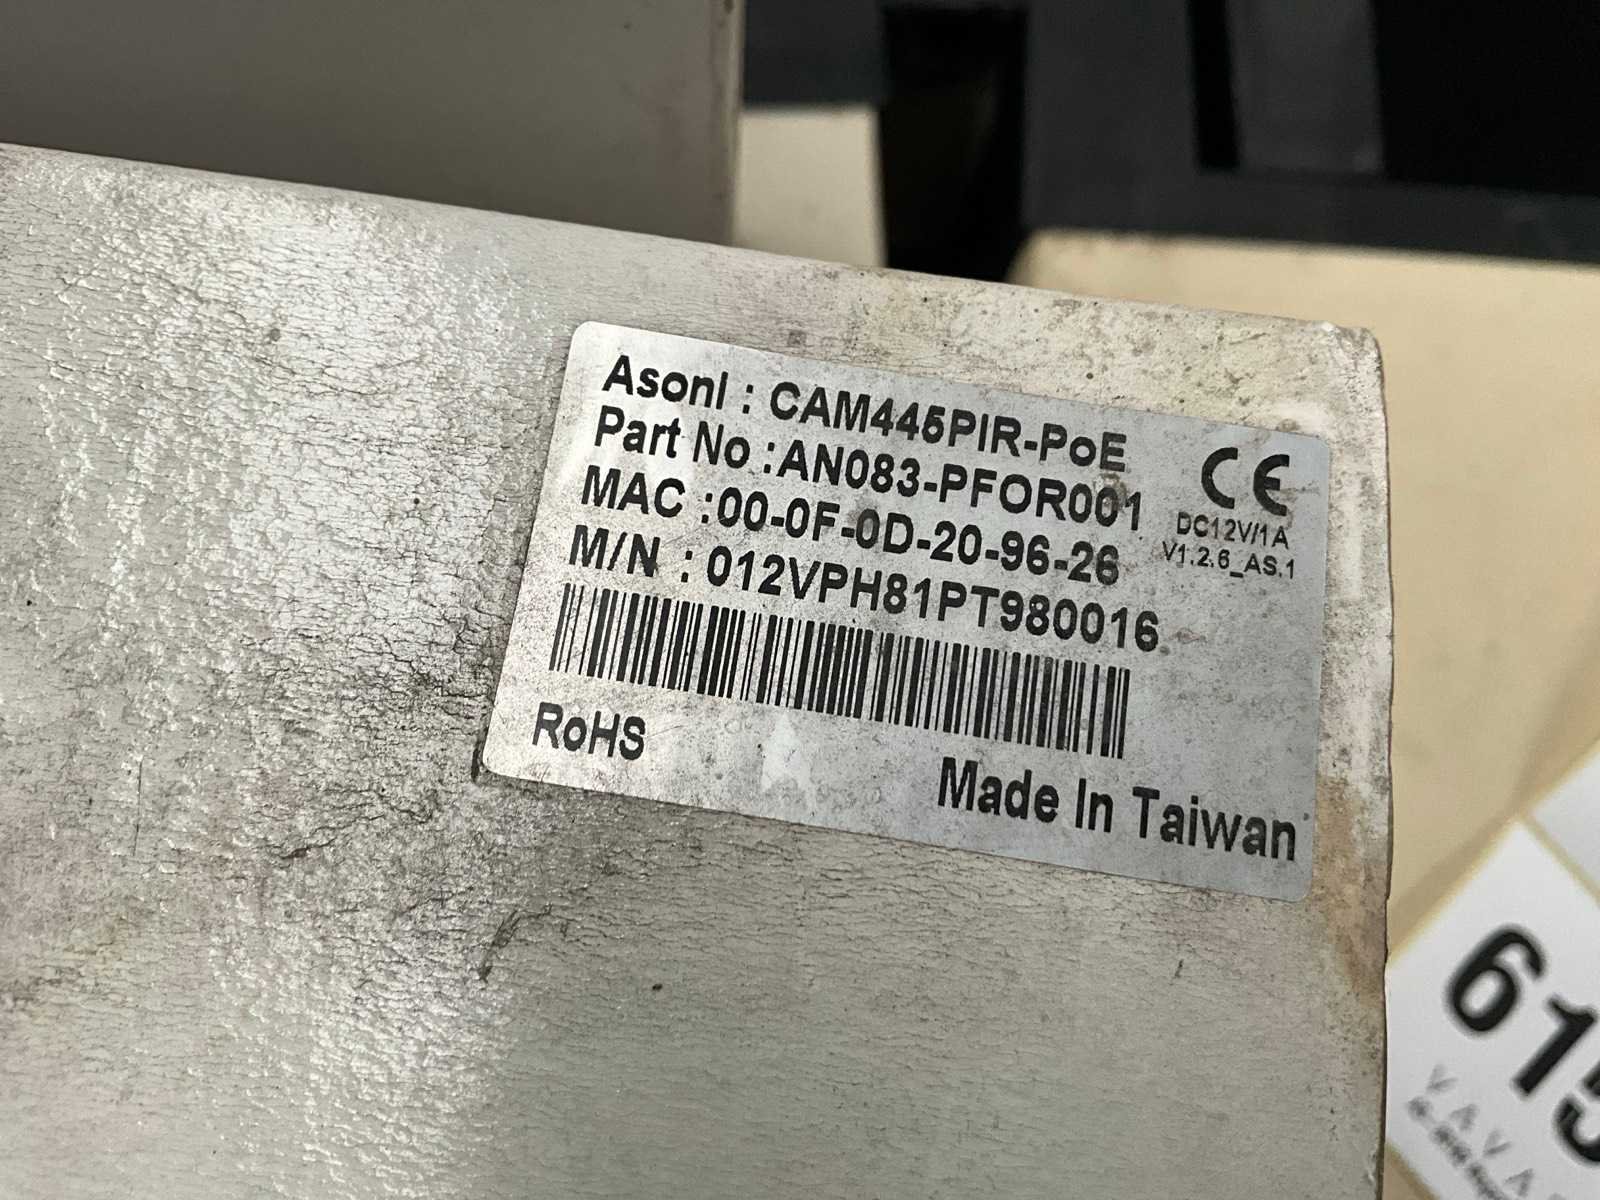 Asoni : CAM445PIR-PoE
Part No :AN083-PFOR001
MAC :00-0F-0D-20-96-26
M/N : 012VPH81PT980016
CE
DC12V/1A
V1.2.6_AS.1
RoHS
Made In Taiwan
615